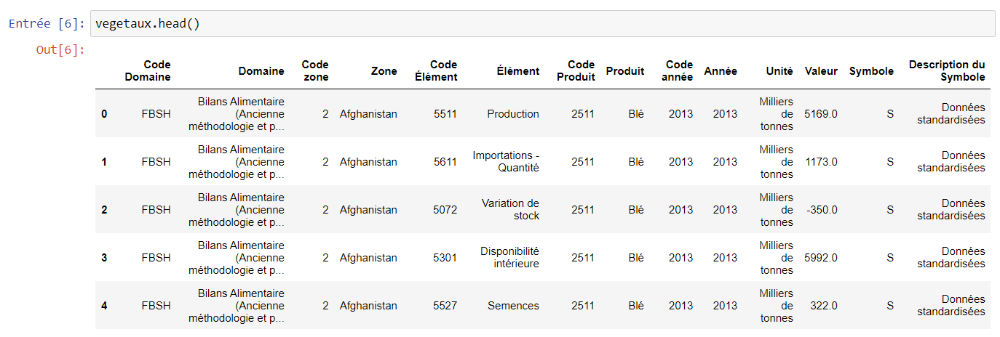 Entrée [6]: vegetaux.head()
Out[6]:
Code Domaine Domaine Code zone Zone Code Élément Élément Code Produit Produit Code année Année Unité Valeur Symbole Description du Symbole
0 FBSH Bilans Alimentaire (Ancienne méthodologie et p... 2 Afghanistan 5511 Production 2511 Blé 2013 2013 Milliers de tonnes 5169.0 S Données standardisées
1 FBSH Bilans Alimentaire (Ancienne méthodologie et p... 2 Afghanistan 5611 Importations - Quantité 2511 Blé 2013 2013 Milliers de tonnes 1173.0 S Données standardisées
2 FBSH Bilans Alimentaire (Ancienne méthodologie et p... 2 Afghanistan 5072 Variation de stock 2511 Blé 2013 2013 Milliers de tonnes -350.0 S Données standardisées
3 FBSH Bilans Alimentaire (Ancienne méthodologie et p... 2 Afghanistan 5301 Disponibilité intérieure 2511 Blé 2013 2013 Milliers de tonnes 5992.0 S Données standardisées
4 FBSH Bilans Alimentaire (Ancienne méthodologie et p... 2 Afghanistan 5527 Semences 2511 Blé 2013 2013 Milliers de tonnes 322.0 S Données standardisées